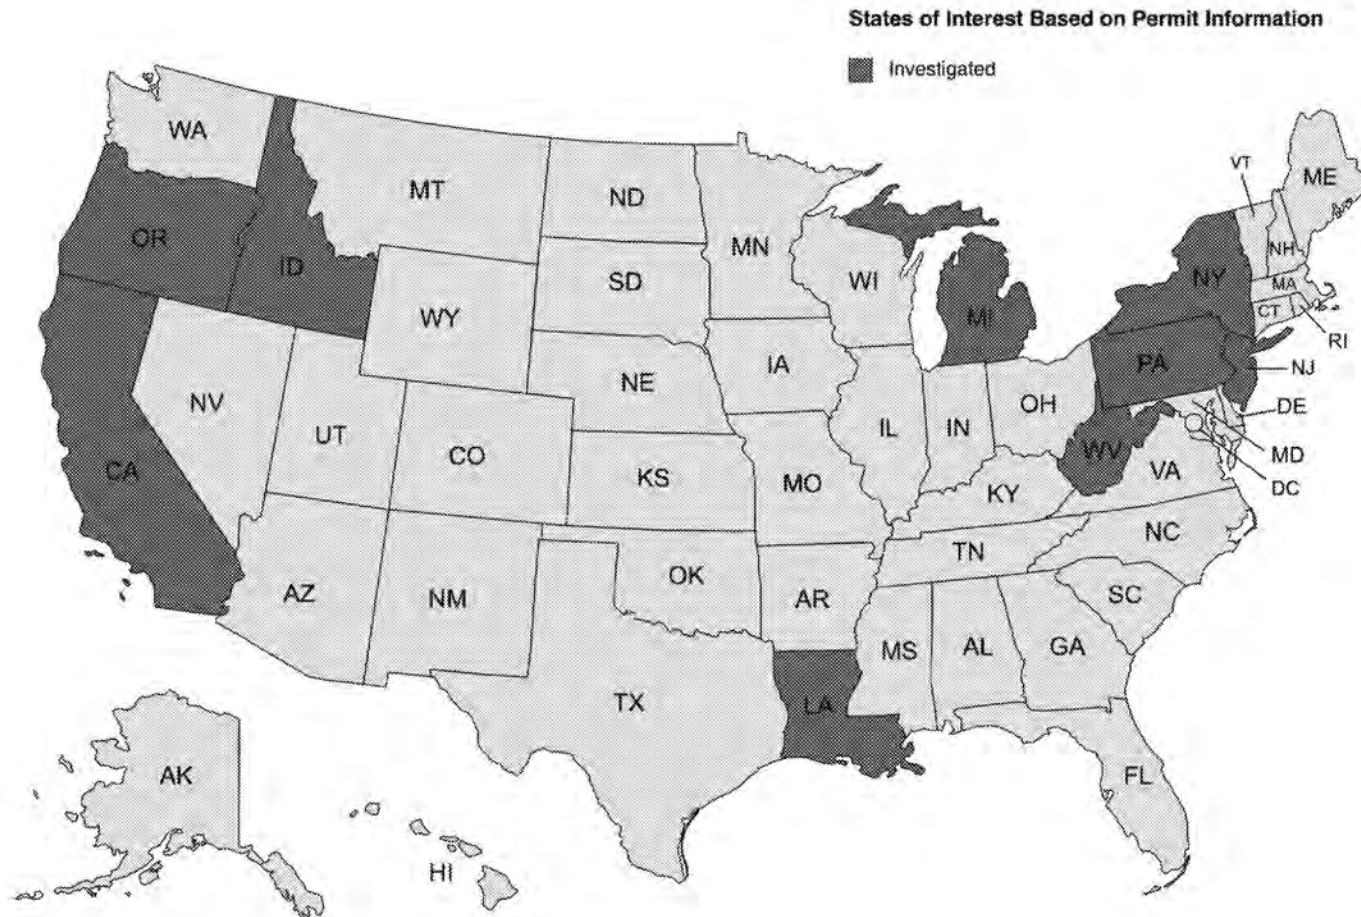 States of Interest Based on Permit Information
Investigated
WA
MT
ND
MN
VT
ME
OR
ID
SD
WI
NH
NY
MA
WY
MI
CT
RI
IA
PA
NJ
NE
NV
OH
DE
UT
IL
IN
CO
WV
MD
CA
KS
MO
VA
DC
KY
NC
TN
OK
AZ
NM
AR
SC
MS
AL
GA
TX
LA
AK
FL
HI